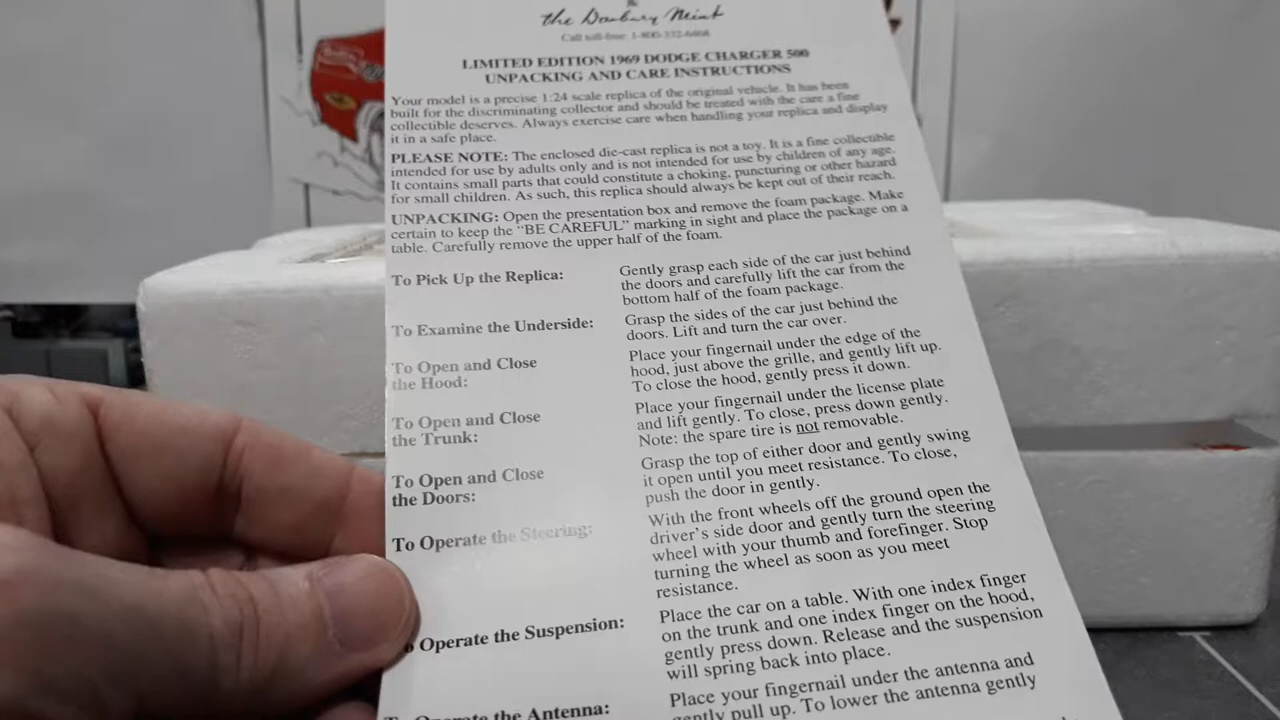 the Danbury Mint
Call toll-free 1-800-332-6468
LIMITED EDITION 1969 DODGE CHARGER 500
UNPACKING AND CARE INSTRUCTIONS
Your model is a precise 1:24 scale replica of the original vehicle. It has been
built for the discriminating collector and should be treated with the care a fine
collectible deserves. Always exercise care when handling your replica and display
it in a safe place.
PLEASE NOTE: The enclosed die-cast replica is not a toy. It is a fine collectible
intended for use by adults only and is not intended for use by children of any age.
It contains small parts that could constitute a choking, puncturing or other hazard
for small children. As such, this replica should always be kept out of their reach.
UNPACKING: Open the presentation box and remove the foam package. Make
certain to keep the “BE CAREFUL” marking in sight and place the package on a
table. Carefully remove the upper half of the foam.
To Pick Up the Replica:
Gently grasp each side of the car just behind
the doors and carefully lift the car from the
bottom half of the foam package.
To Examine the Underside:
Grasp the sides of the car just behind the
doors. Lift and turn the car over.
To Open and Close
the Hood:
Place your fingernail under the edge of the
hood, just above the grille, and gently lift up.
To close the hood, gently press it down.
To Open and Close
the Trunk:
Place your fingernail under the license plate
and lift gently. To close, press down gently.
Note: the spare tire is not removable.
To Open and Close
the Doors:
Grasp the top of either door and gently swing
it open until you meet resistance. To close,
push the door in gently.
To Operate the Steering:
With the front wheels off the ground open the
driver’s side door and gently turn the steering
wheel with your thumb and forefinger. Stop
turning the wheel as soon as you meet
resistance.
o Operate the Suspension:
Place the car on a table. With one index finger
on the trunk and one index finger on the hood,
gently press down. Release and the suspension
will spring back into place.
To Operate the Antenna:
Place your fingernail under the antenna and
gently pull up. To lower the antenna gently